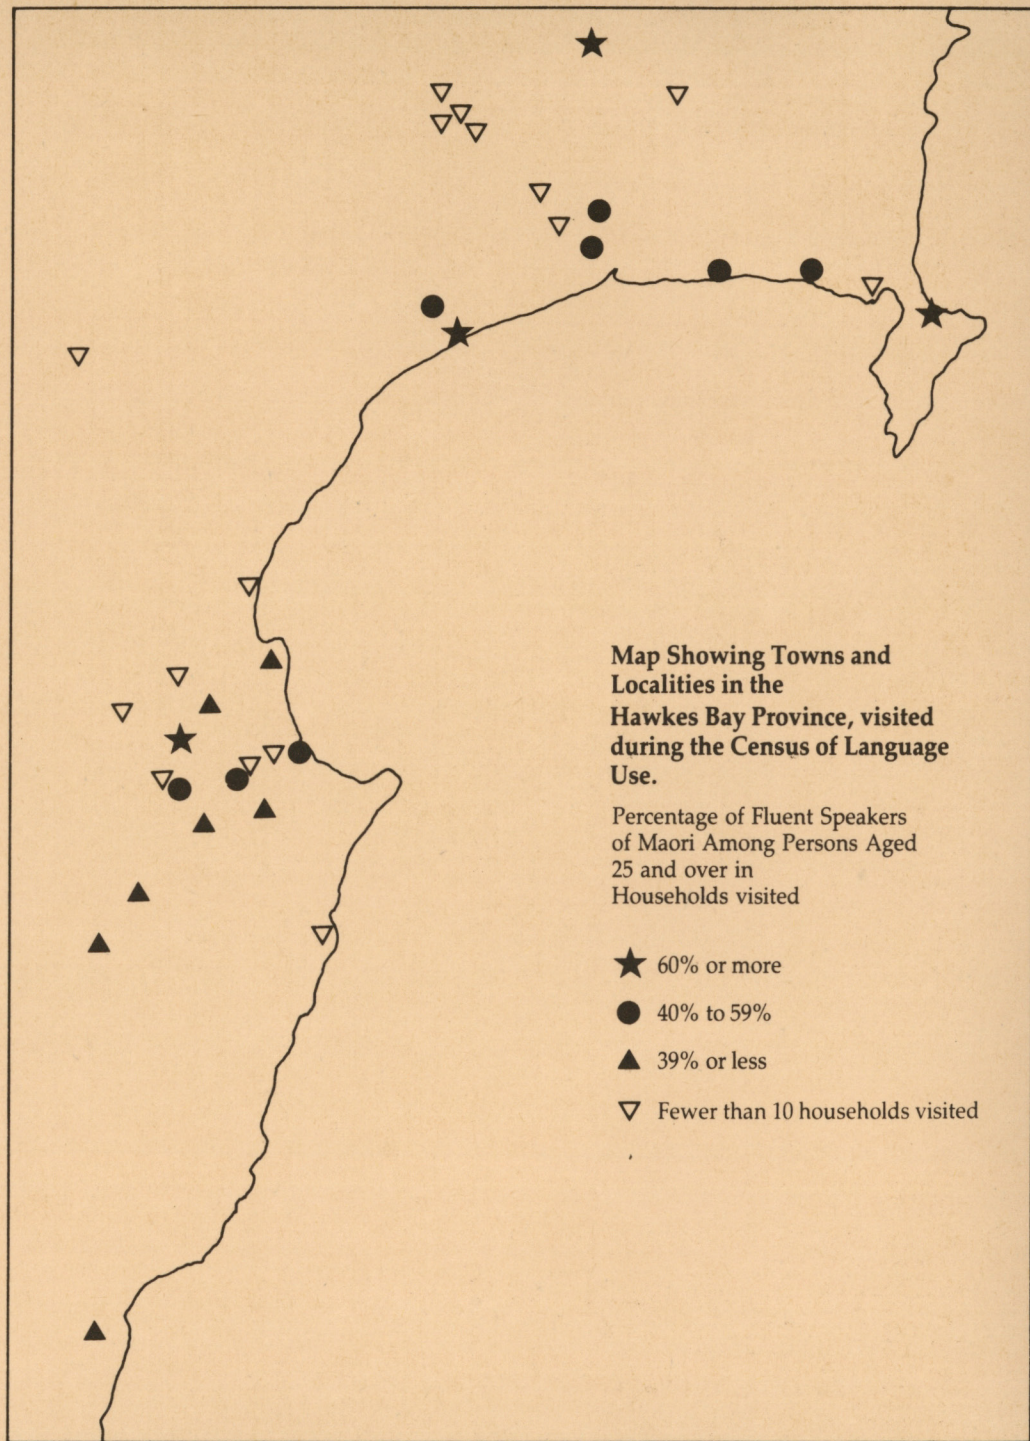 Map Showing Towns and
Localities in the
Hawkes Bay Province, visited
during the Census of Language
Use.
Percentage of Fluent Speakers
of Maori Among Persons Aged
25 and over in
Households visited
60% or more
40% to 59%
39% or less
Fewer than 10 households visited